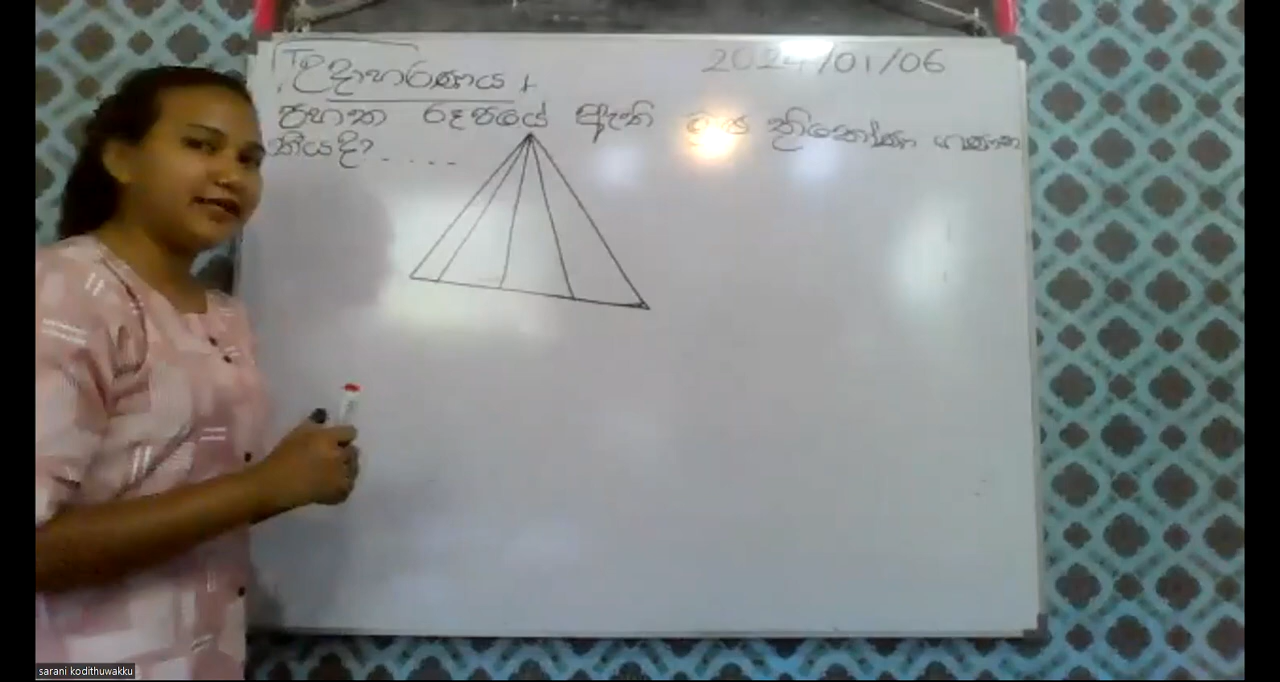 උදාහරණය +
2024/01/06
පහත රූපයේ ඇති මුළු ත්‍රිකෝණ ගණන
කීයදි? . . . . .
sarani kodithuwakku